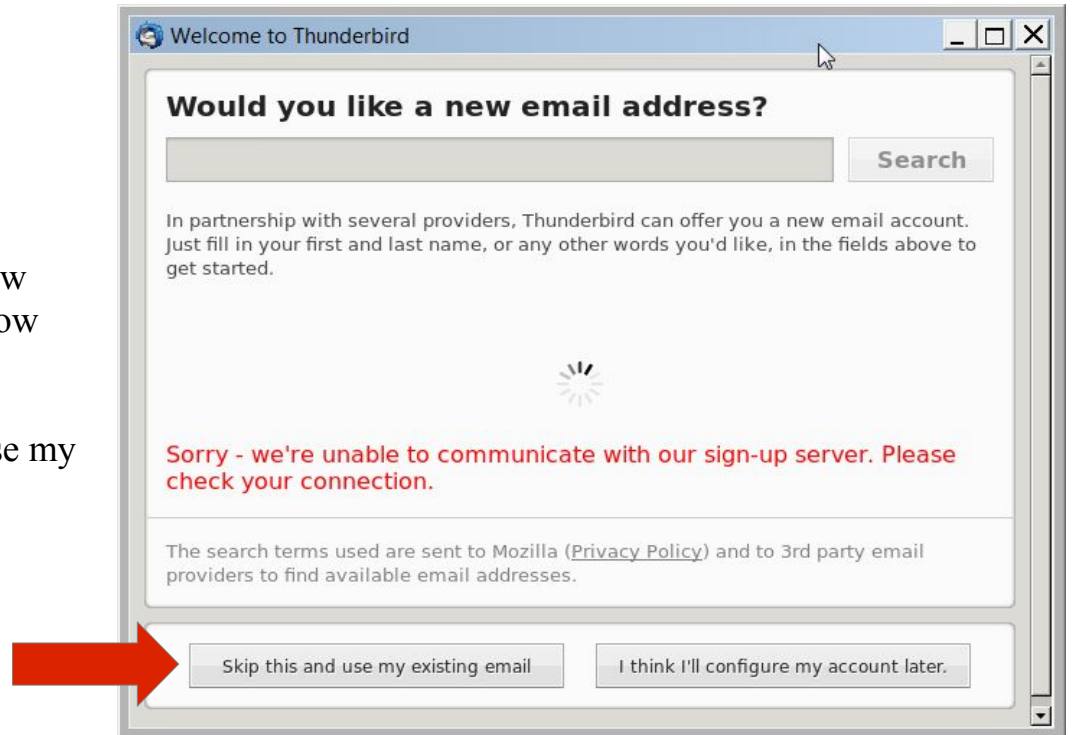 Welcome to Thunderbird
Would you like a new email address?
Search
In partnership with several providers, Thunderbird can offer you a new email account.
Just fill in your first and last name, or any other words you'd like, in the fields above to
get started.
Sorry - we're unable to communicate with our sign-up server. Please
check your connection.
The search terms used are sent to Mozilla (Privacy Policy) and to 3rd party email
providers to find available email addresses.
Skip this and use my existing email
I think I'll configure my account later.
my